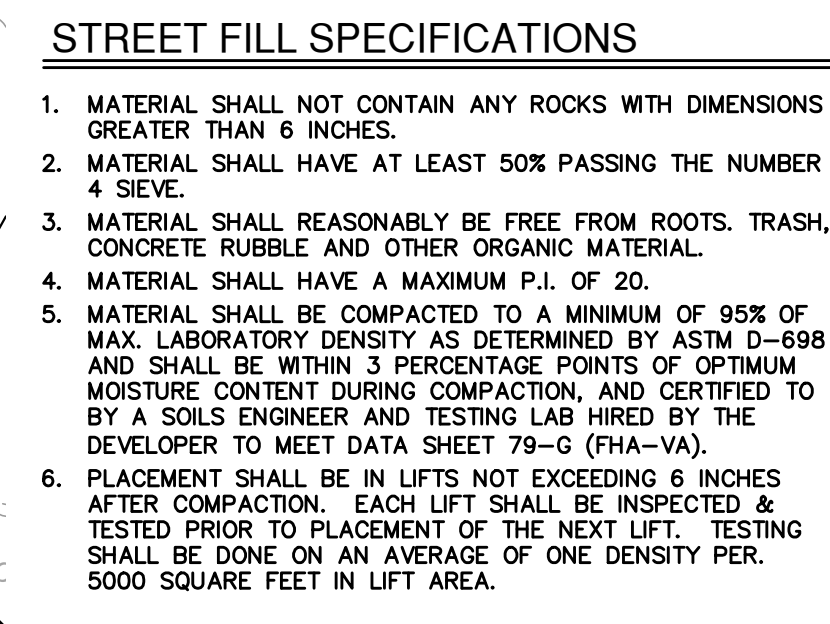 STREET FILL SPECIFICATIONS
1. MATERIAL SHALL NOT CONTAIN ANY ROCKS WITH DIMENSIONS
GREATER THAN 6 INCHES.
2. MATERIAL SHALL HAVE AT LEAST 50% PASSING THE NUMBER
4 SIEVE.
3. MATERIAL SHALL REASONABLY BE FREE FROM ROOTS. TRASH,
CONCRETE RUBBLE AND OTHER ORGANIC MATERIAL.
4. MATERIAL SHALL HAVE A MAXIMUM P.I. OF 20.
5. MATERIAL SHALL BE COMPACTED TO A MINIMUM OF 95% OF
MAX. LABORATORY DENSITY AS DETERMINED BY ASTM D-698
AND SHALL BE WITHIN 3 PERCENTAGE POINTS OF OPTIMUM
MOISTURE CONTENT DURING COMPACTION, AND CERTIFIED TO
BY A SOILS ENGINEER AND TESTING LAB HIRED BY THE
DEVELOPER TO MEET DATA SHEET 79-G (FHA-VA).
6. PLACEMENT SHALL BE IN LIFTS NOT EXCEEDING 6 INCHES
AFTER COMPACTION. EACH LIFT SHALL BE INSPECTED &
TESTED PRIOR TO PLACEMENT OF THE NEXT LIFT. TESTING
SHALL BE DONE ON AN AVERAGE OF ONE DENSITY PER.
5000 SQUARE FEET IN LIFT AREA.